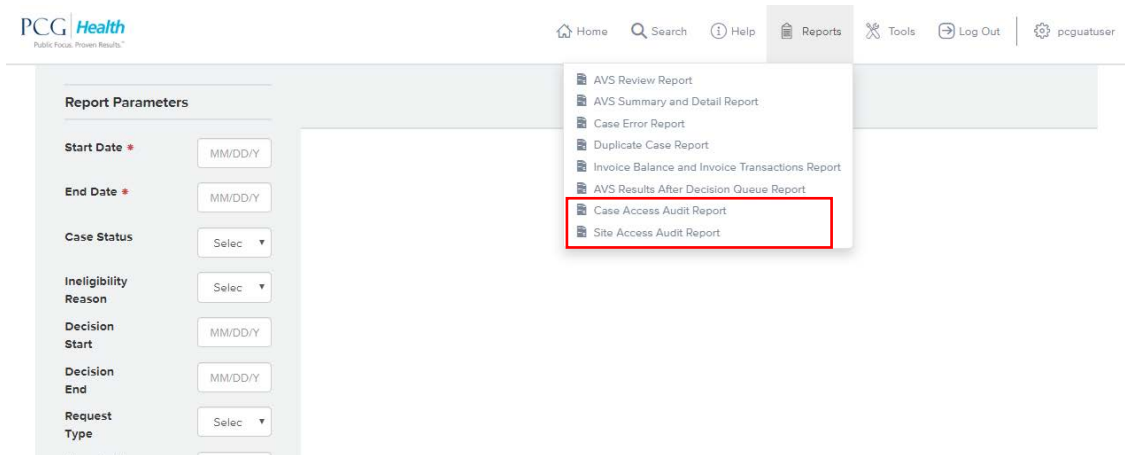 PCG Health
Public Focus. Proven Results.™
Home Search Help Reports Tools Log Out pcguatuser
AVS Review Report
AVS Summary and Detail Report
Case Error Report
Duplicate Case Report
Invoice Balance and Invoice Transactions Report
AVS Results After Decision Queue Report
Case Access Audit Report
Site Access Audit Report
Report Parameters
Start Date * MM/DD/Y
End Date * MM/DD/Y
Case Status Selec
Ineligibility
Reason Selec
Decision
Start MM/DD/Y
Decision
End MM/DD/Y
Request
Type Selec